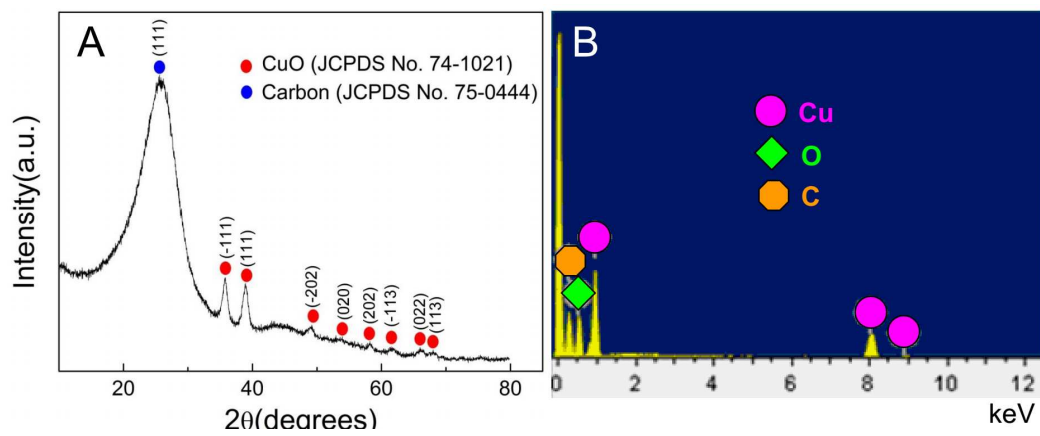 A
(111)
CuO (JCPDS No. 74-1021)
Carbon (JCPDS No. 75-0444)
Intensity(a.u.)
(-111)
(111)
(-202)
(020)
(202)
(-113)
(022)
(113)
20
40
60
80
2θ(degrees)
B
Cu
O
C
0
2
4
6
8
10
12
keV